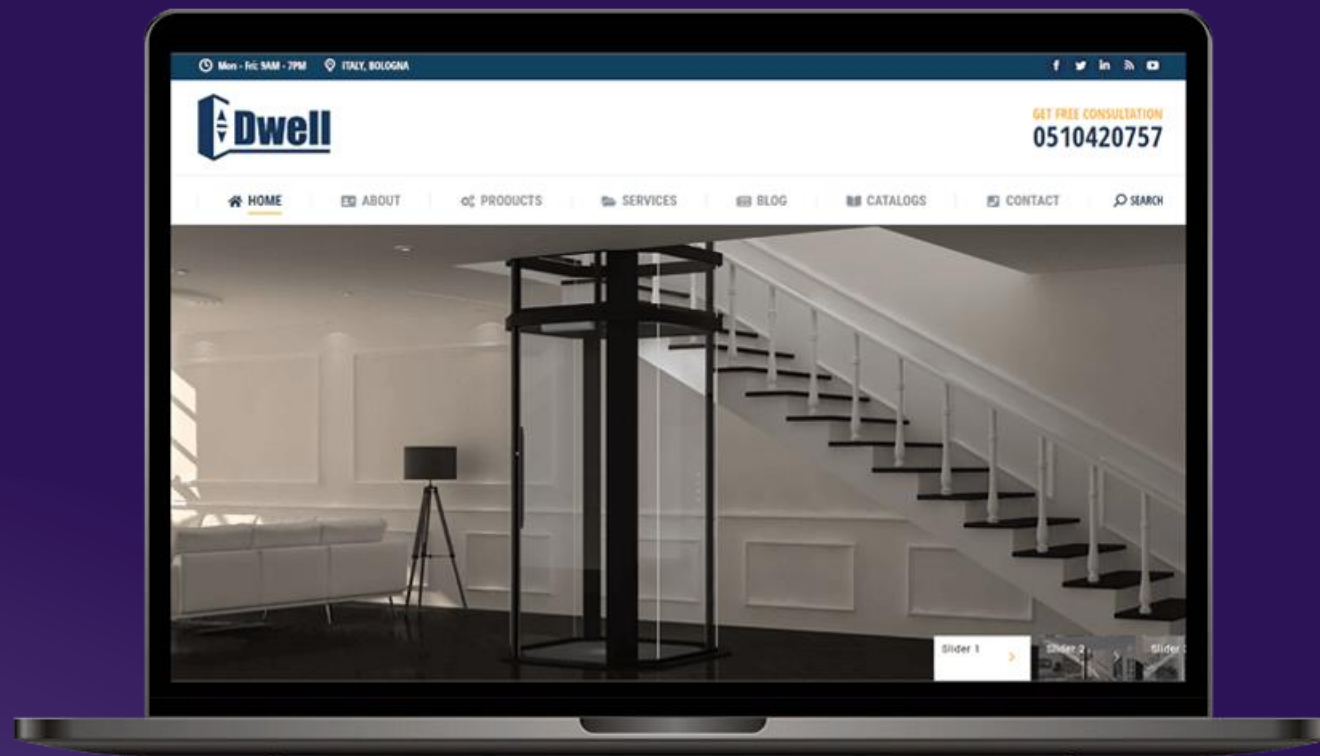 Mon - Fri: 9AM - 7PM ITALY, BOLOGNA
Dwell
GET FREE CONSULTATION
0510420757
HOME ABOUT PRODUCTS SERVICES BLOG CATALOGS CONTACT SEARCH
Slider 1 Slider 2 Slider